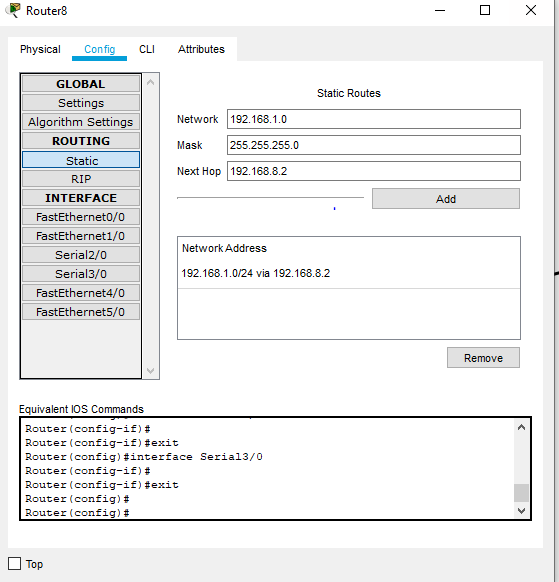 Router8
Physical Config CLI Attributes
GLOBAL
Settings
Algorithm Settings
ROUTING
Static
RIP
INTERFACE
FastEthernet0/0
FastEthernet1/0
Serial2/0
Serial3/0
FastEthernet4/0
FastEthernet5/0
Static Routes
Network 192.168.1.0
Mask 255.255.255.0
Next Hop 192.168.8.2
Add
Network Address
192.168.1.0/24 via 192.168.8.2
Remove
Equivalent IOS Commands
Router(config-if)#
Router(config-if)#exit
Router(config)#interface Serial3/0
Router(config-if)#
Router(config-if)#exit
Router(config)#
Router(config)#
Top